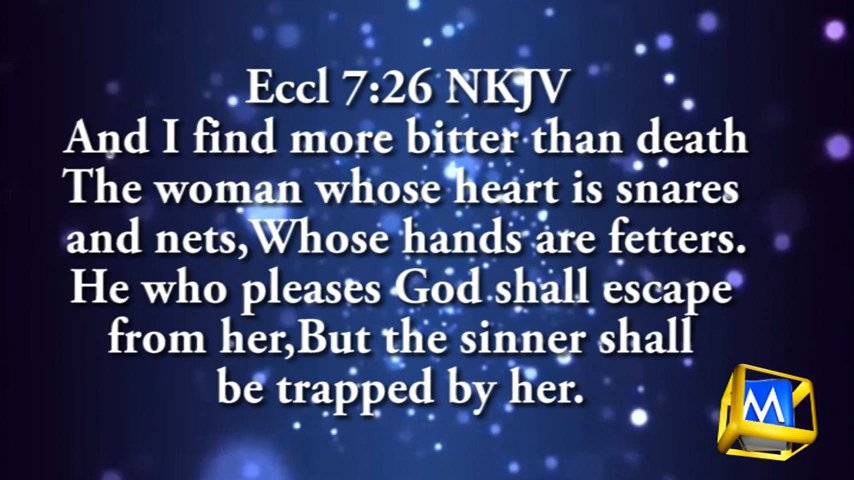 Eccl 7:26 NKJV
And I find more bitter than death
The woman whose heart is snares
and nets,Whose hands are fetters.
He who pleases God shall escape
from her,But the sinner shall
be trapped by her.
M